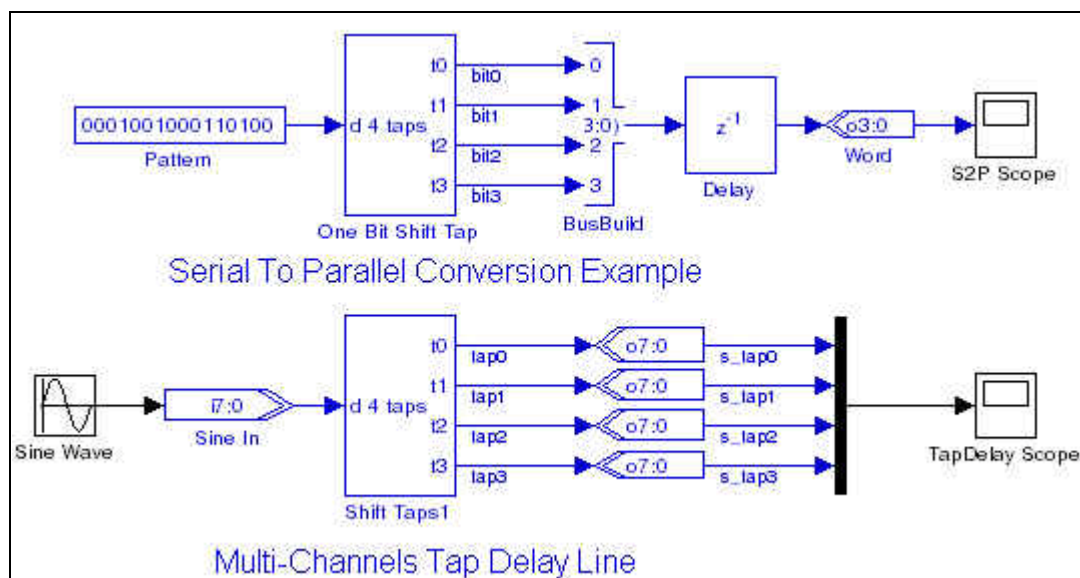 t0
bit0
0
t1
bit1
1
0001001000110100
d 4 taps
3:0)
z-1
o3:0
t2
bit2
2
Pattern
Word
t3
bit3
3
Delay
S2P Scope
One Bit Shift Tap
BusBuild
Serial To Parallel Conversion Example
t0
tap0
o7:0
s_tap0
t1
tap1
o7:0
s_tap1
i7:0
d 4 taps
Sine In
t2
tap2
o7:0
s_tap2
Sine Wave
TapDelay Scope
t3
tap3
o7:0
s_tap3
Shift Taps1
Multi-Channels Tap Delay Line